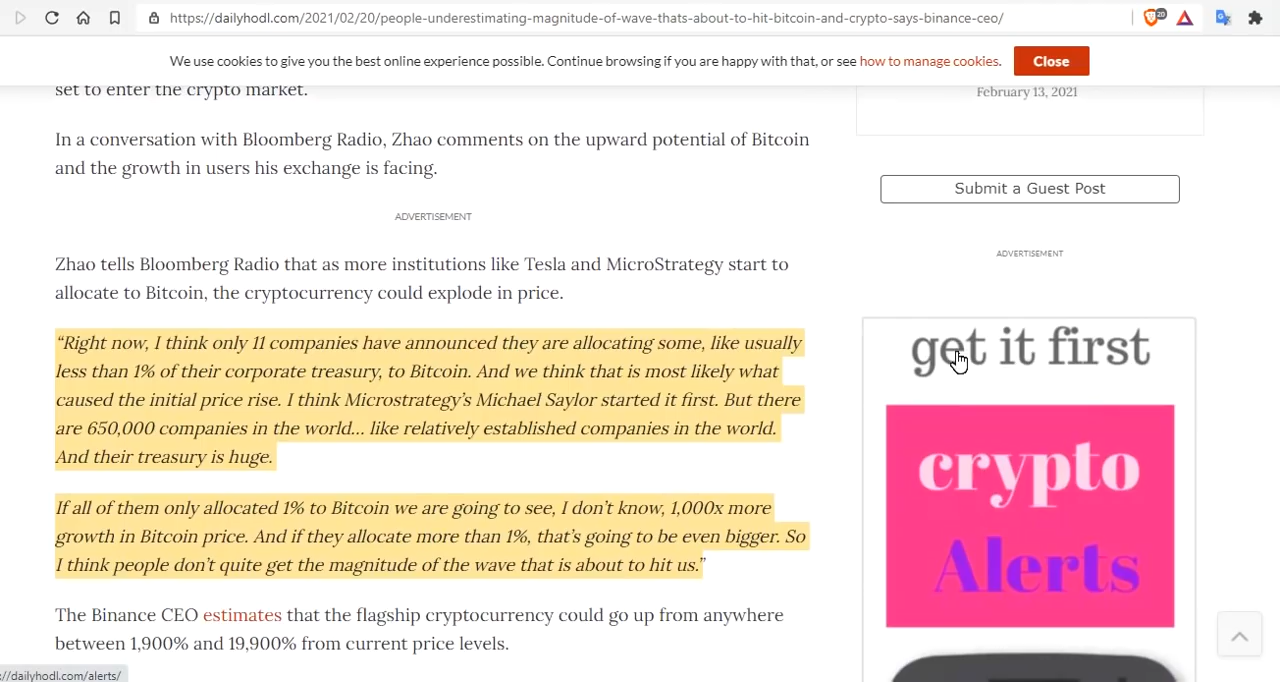 https://dailyhodl.com/2021/02/20/people-underestimating-magnitude-of-wave-thats-about-to-hit-bitcoin-and-crypto-says-binance-ceo/
20
We use cookies to give you the best online experience possible. Continue browsing if you are happy with that, or see how to manage cookies.
Close
set to enter the crypto market.
In a conversation with Bloomberg Radio, Zhao comments on the upward potential of Bitcoin
and the growth in users his exchange is facing.
ADVERTISEMENT
Zhao tells Bloomberg Radio that as more institutions like Tesla and MicroStrategy start to
allocate to Bitcoin, the cryptocurrency could explode in price.
“Right now, I think only 11 companies have announced they are allocating some, like usually
less than 1% of their corporate treasury, to Bitcoin. And we think that is most likely what
caused the initial price rise. I think Microstrategy’s Michael Saylor started it first. But there
are 650,000 companies in the world… like relatively established companies in the world.
And their treasury is huge.
If all of them only allocated 1% to Bitcoin we are going to see, I don’t know, 1,000x more
growth in Bitcoin price. And if they allocate more than 1%, that’s going to be even bigger. So
I think people don’t quite get the magnitude of the wave that is about to hit us.”
The Binance CEO estimates that the flagship cryptocurrency could go up from anywhere
between 1,900% and 19,900% from current price levels.
February 13, 2021
Submit a Guest Post
ADVERTISEMENT
get it first
crypto
Alerts
://dailyhodl.com/alerts/